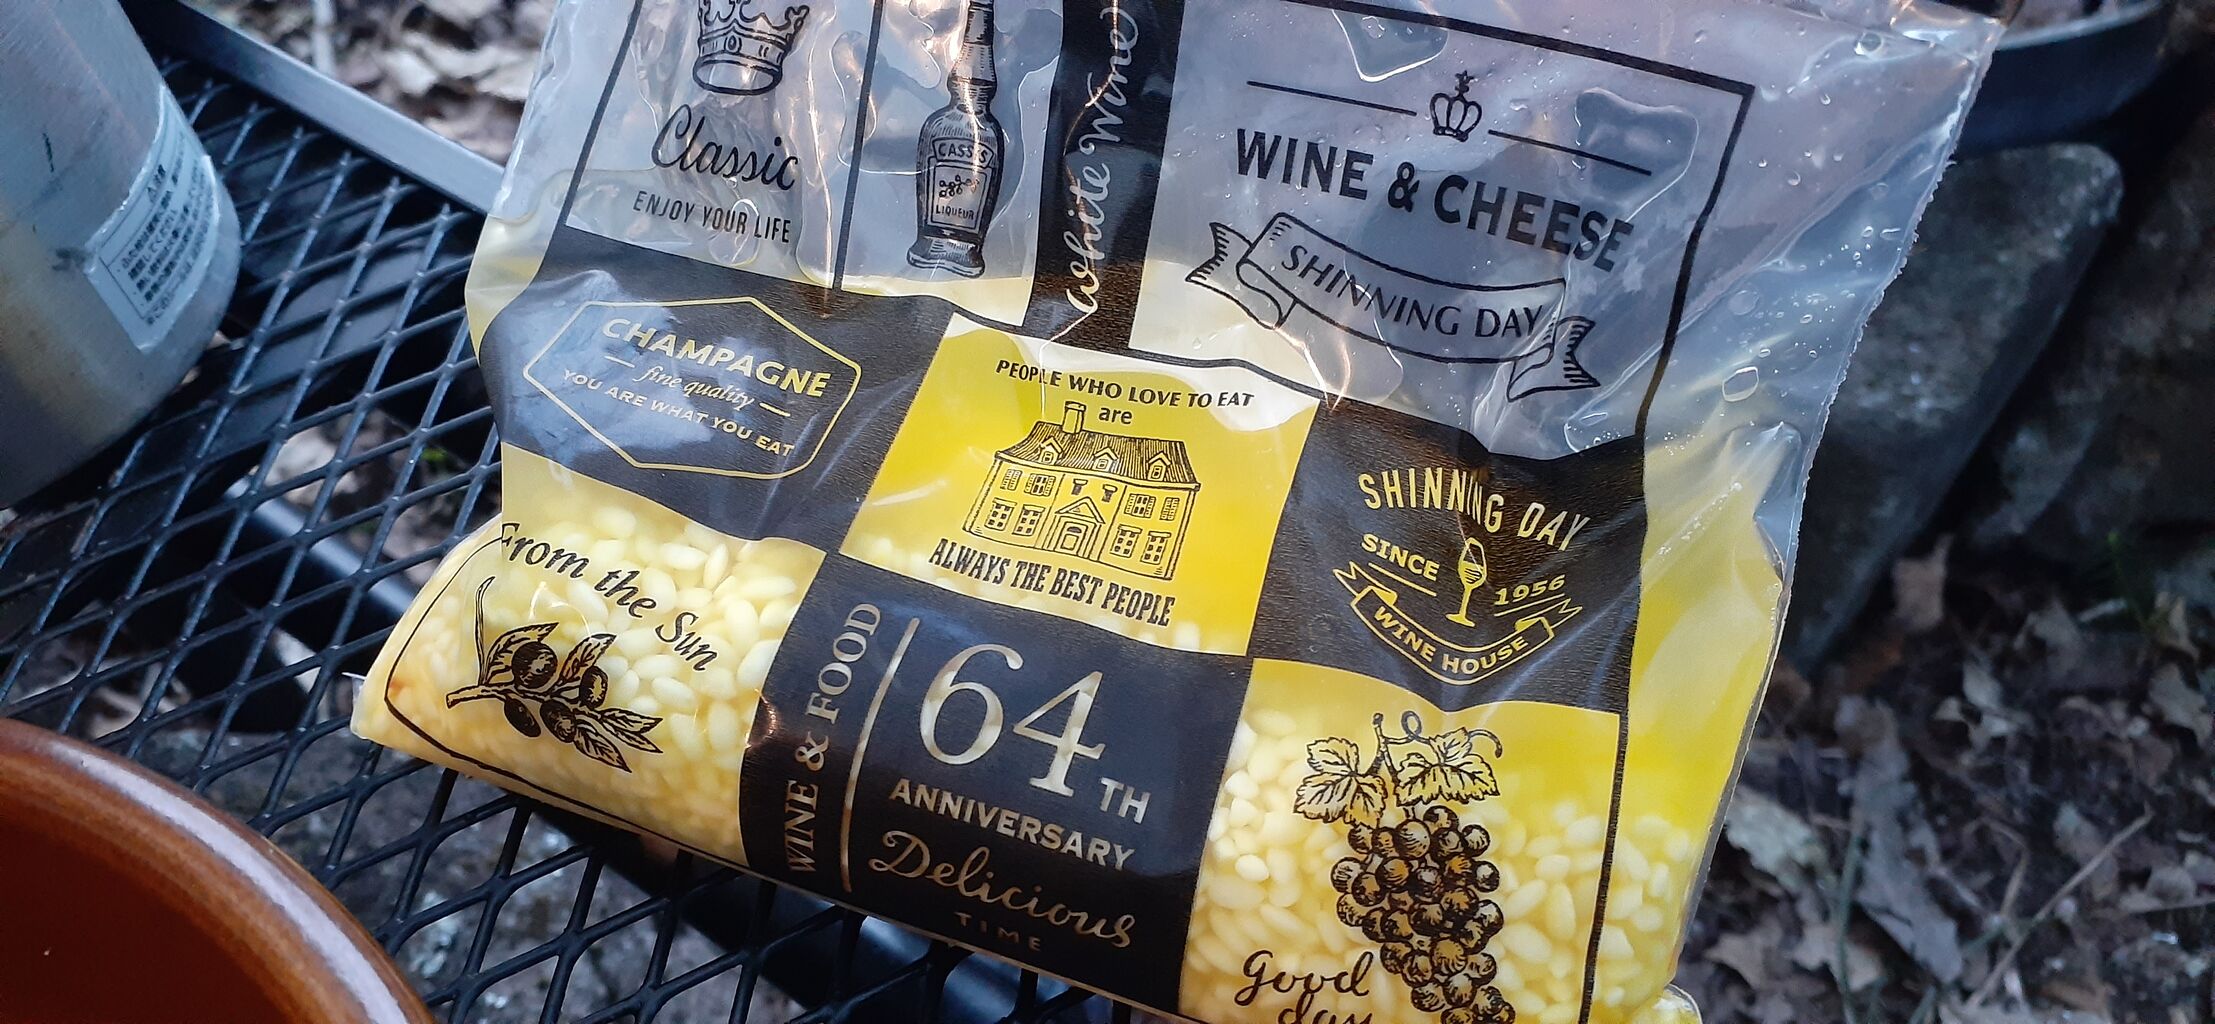 Classic
ENJOY YOUR LIFE
CASSIS
LIQUEUR
White Wine
WINE & CHEESE
SHINNING DAY
CHAMPAGNE
fine quality
YOU ARE WHAT YOU EAT
PEOPLE WHO LOVE TO EAT
are
ALWAYS THE BEST PEOPLE
SHINNING DAY
SINCE 1956
WINE HOUSE
From the Sun
WINE & FOOD
64TH
ANNIVERSARY
Delicious
TIME
Good
day